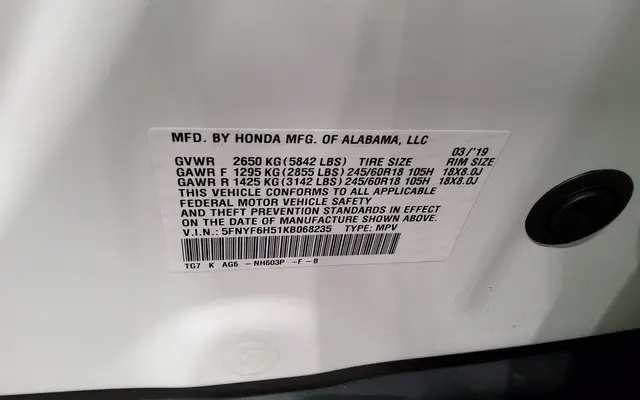 MFD. BY HONDA MFG. OF ALABAMA, LLC
03/'19
GVWR 2650 KG (5842 LBS) TIRE SIZE RIM SIZE
GAWR F 1295 KG (2855 LBS) 245/60R18 105H 18X8.0J
GAWR R 1425 KG (3142 LBS) 245/60R18 105H 18X8.0J
THIS VEHICLE CONFORMS TO ALL APPLICABLE
FEDERAL MOTOR VEHICLE SAFETY
AND THEFT PREVENTION STANDARDS IN EFFECT
ON THE DATE OF MANUFACTURE SHOWN ABOVE.
V.I.N.: 5FNYF6H51KB068235 TYPE: MPV
TG7 K AG6 -NH603P -F-B